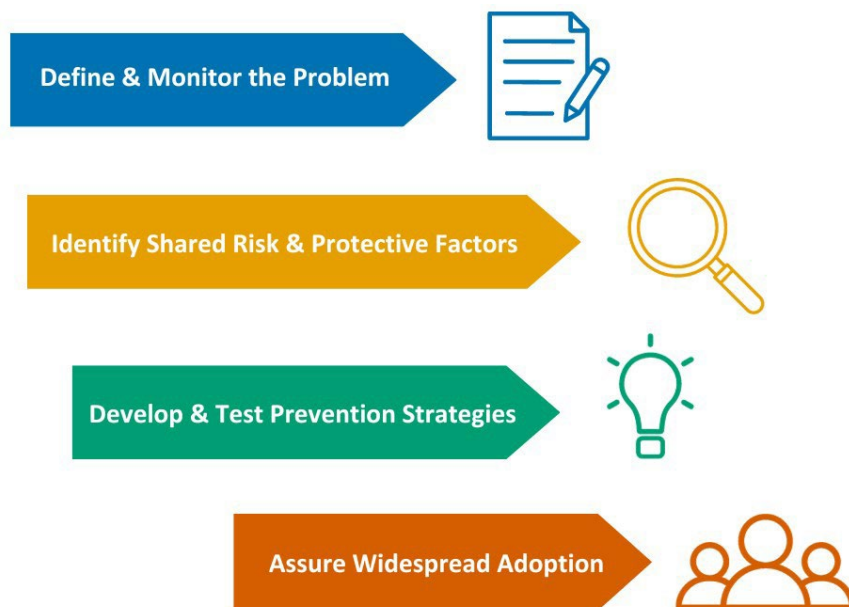 Define & Monitor the Problem
Identify Shared Risk & Protective Factors
Develop & Test Prevention Strategies
Assure Widespread Adoption